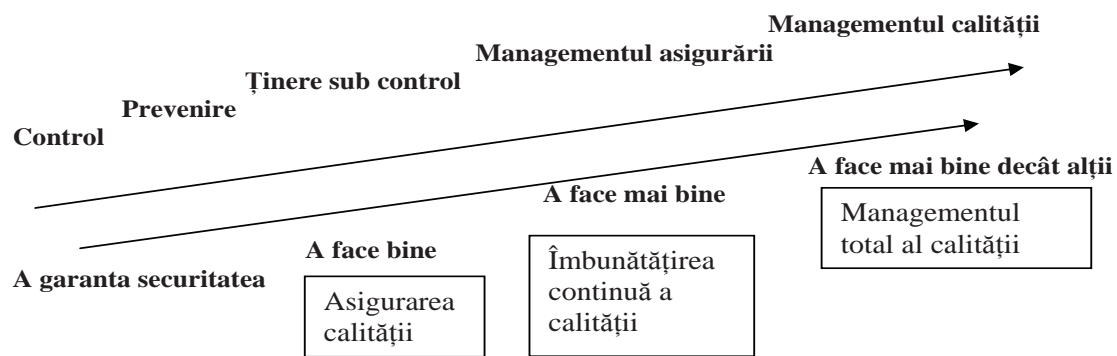 Managementul calității
Managementul asigurării
Ținere sub control
Prevenire
Control
A face mai bine decât alții
A face mai bine
A face bine
A garanta securitatea
Managementul
total al calității
Îmbunătățirea
continuă a
calității
Asigurarea
calității